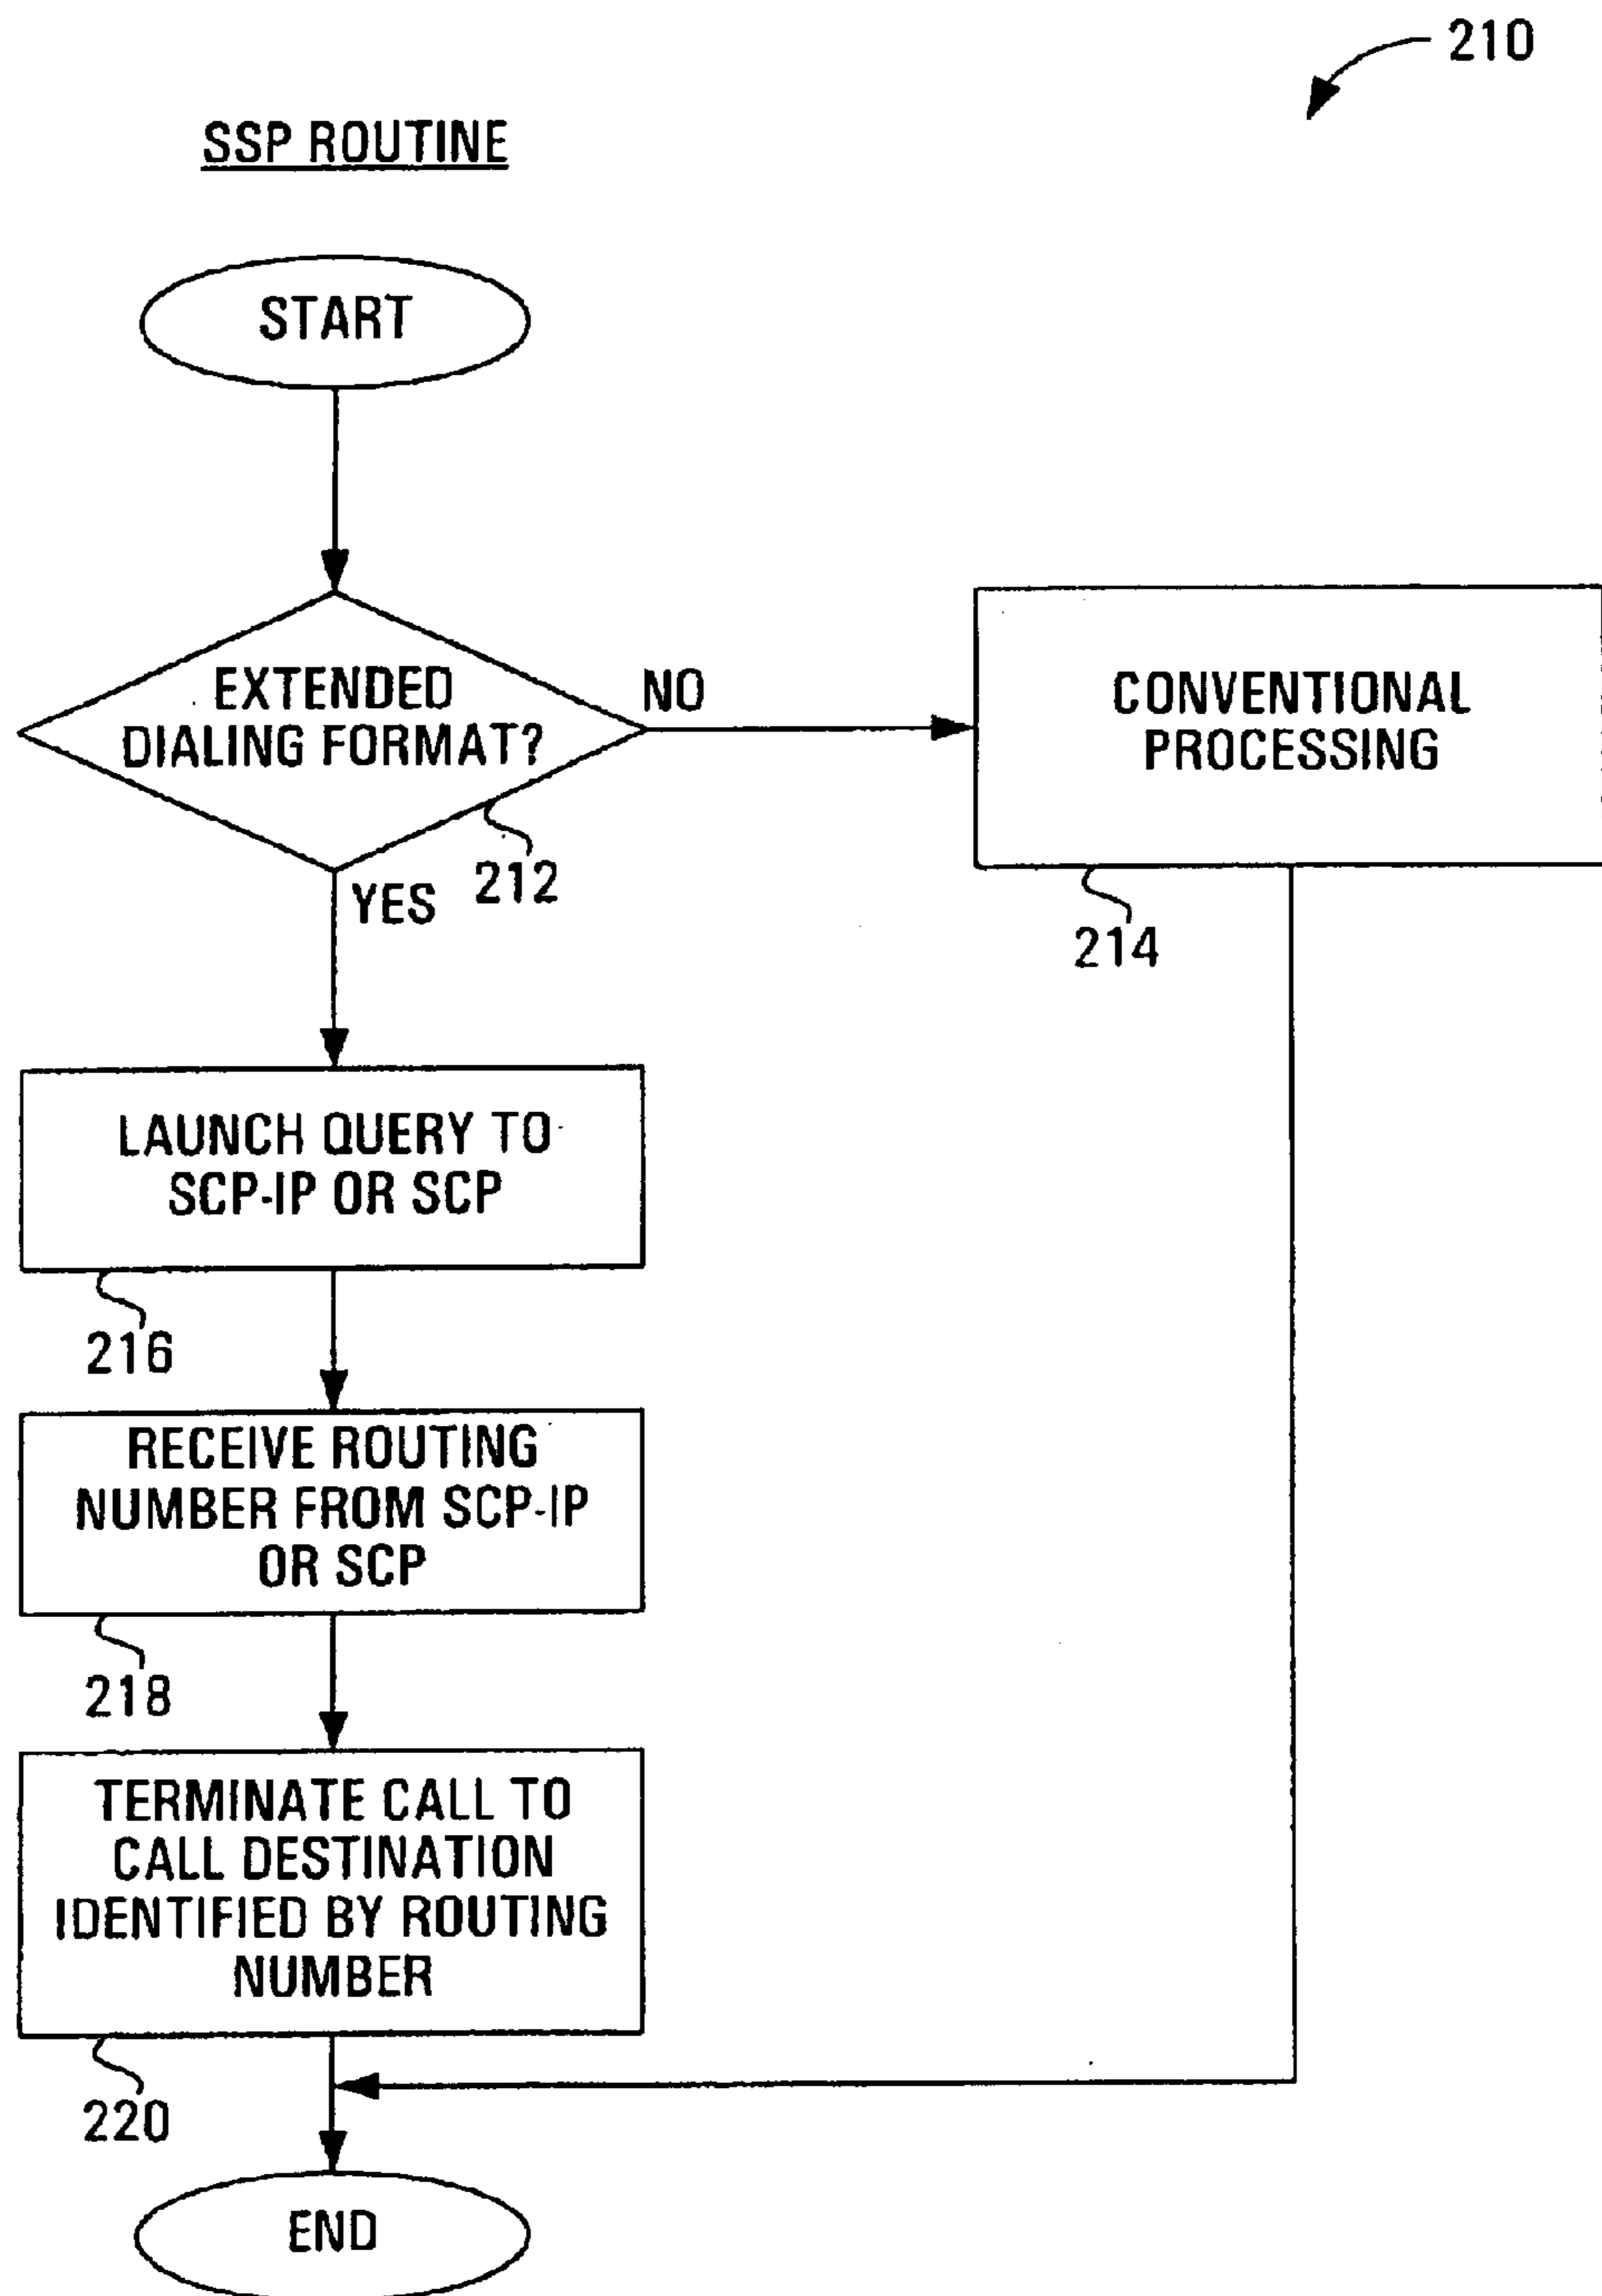 210
SSP ROUTINE
START
EXTENDED
DIALING FORMAT?
NO
CONVENTIONAL
PROCESSING
212
YES
214
LAUNCH QUERY TO
SCP-IP OR SCP
216
RECEIVE ROUTING
NUMBER FROM SCP-IP
OR SCP
218
TERMINATE CALL TO
CALL DESTINATION
IDENTIFIED BY ROUTING
NUMBER
220
END